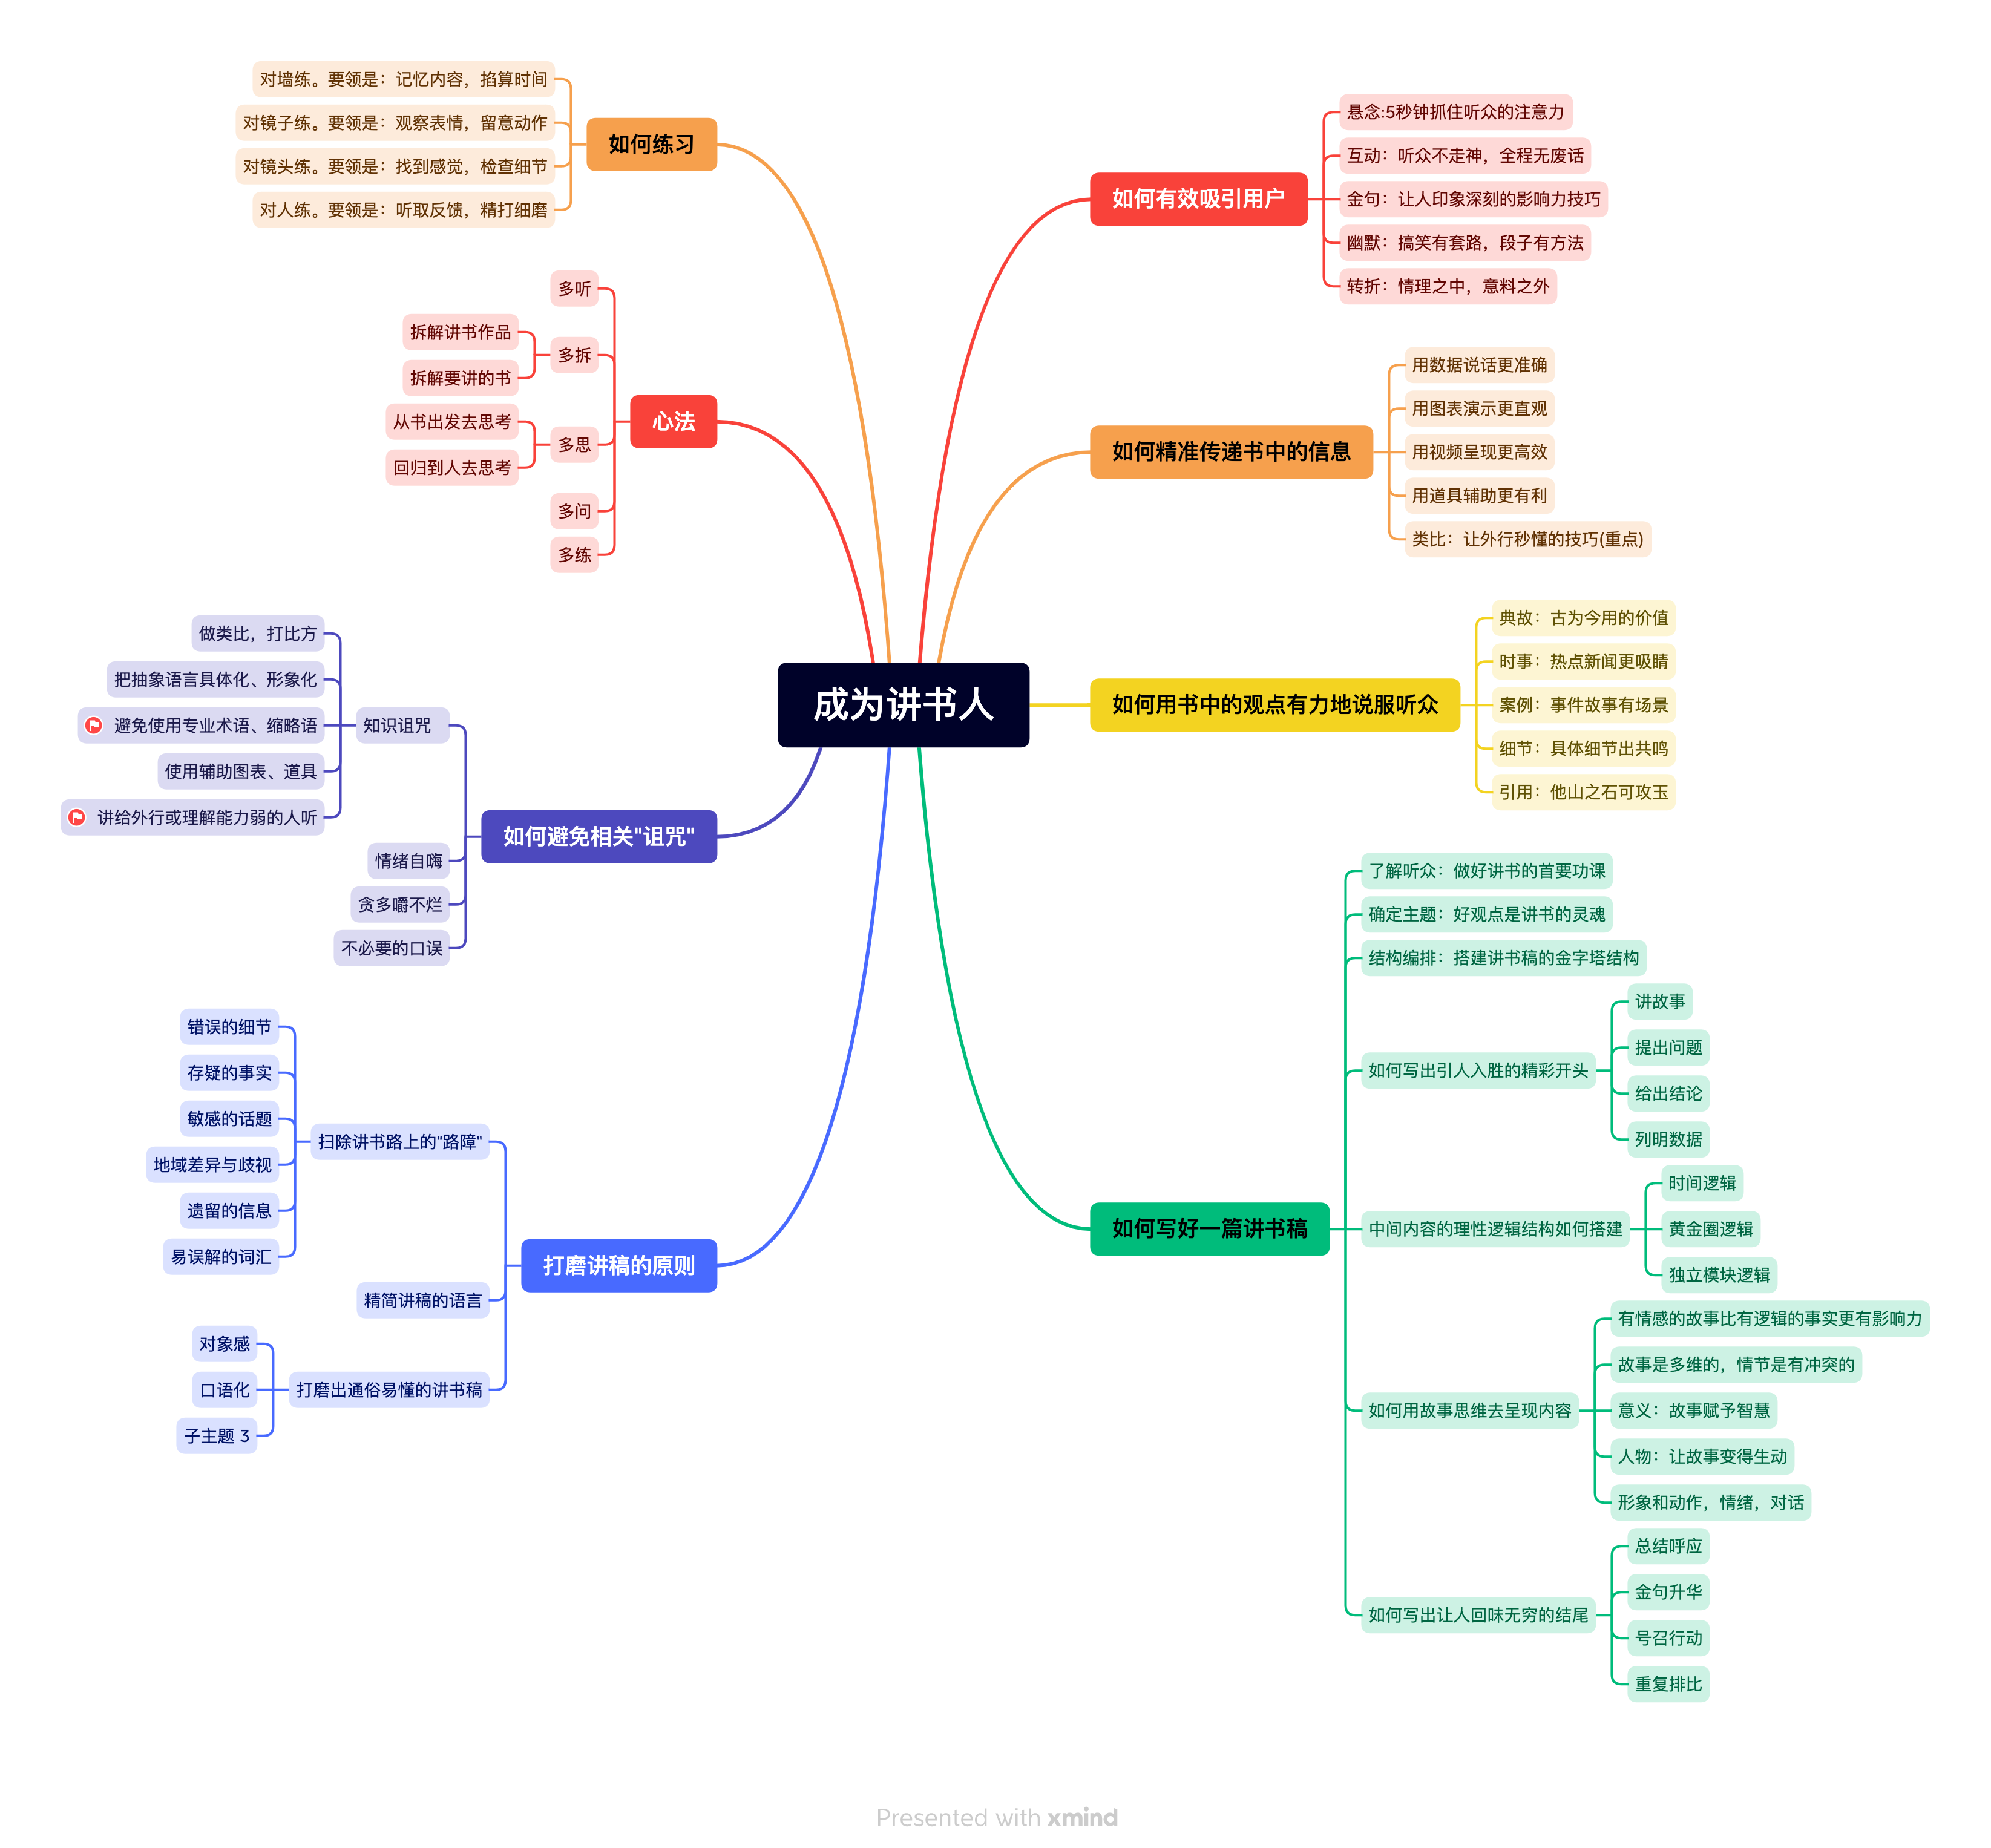 成为讲书人
如何有效吸引用户
悬念:5秒钟抓住听众的注意力
互动：听众不走神，全程无废话
金句：让人印象深刻的影响力技巧
幽默：搞笑有套路，段子有方法
转折：情理之中，意料之外
如何精准传递书中的信息
用数据说话更准确
用图表演示更直观
用视频呈现更高效
用道具辅助更有利
类比：让外行秒懂的技巧(重点)
如何用书中的观点有力地说服听众
典故：古为今用的价值
时事：热点新闻更吸睛
案例：事件故事有场景
细节：具体细节出共鸣
引用：他山之石可攻玉
如何写好一篇讲书稿
了解听众：做好讲书的首要功课
确定主题：好观点是讲书的灵魂
结构编排：搭建讲书稿的金字塔结构
如何写出引人入胜的精彩开头
讲故事
提出问题
给出结论
列明数据
中间内容的理性逻辑结构如何搭建
时间逻辑
黄金圈逻辑
独立模块逻辑
如何用故事思维去呈现内容
有情感的故事比有逻辑的事实更有影响力
故事是多维的，情节是有冲突的
意义：故事赋予智慧
人物：让故事变得生动
形象和动作，情绪，对话
如何写出让人回味无穷的结尾
总结呼应
金句升华
号召行动
重复排比
如何练习
对墙练。要领是：记忆内容，掐算时间
对镜子练。要领是：观察表情，留意动作
对镜头练。要领是：找到感觉，检查细节
对人练。要领是：听取反馈，精打细磨
心法
多听
多拆
拆解讲书作品
拆解要讲的书
多思
从书出发去思考
回归到人去思考
多问
多练
如何避免相关"诅咒"
知识诅咒
做类比，打比方
把抽象语言具体化、形象化
避免使用专业术语、缩略语
使用辅助图表、道具
讲给外行或理解能力弱的人听
情绪自嗨
贪多嚼不烂
不必要的口误
打磨讲稿的原则
扫除讲书路上的"路障"
错误的细节
存疑的事实
敏感的话题
地域差异与歧视
遗留的信息
易误解的词汇
精简讲稿的语言
打磨出通俗易懂的讲书稿
对象感
口语化
子主题 3
Presented with xmind